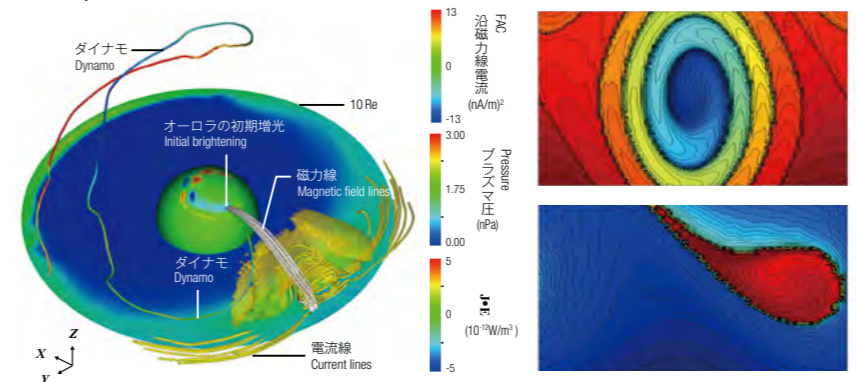 ダイナモ
Dynamo
10 Re
オーロラの初期増光
Initial brightening
磁力線
Magnetic field lines
ダイナモ
Dynamo
電流線
Current lines
Z
X
Y
13
0
-13
FAC
沿磁力線電流
(nA/m)²
3.00
1.75
0.00
Pressure
プラズマ圧
(nPa)
5
0
-5
J•E
(10⁻¹²W/m³)